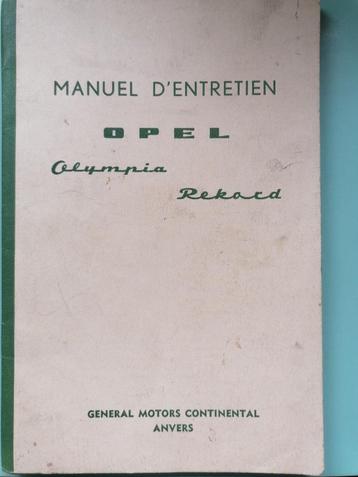 MANUEL D'ENTRETIEN
OPEL
Olympia
Rekord
GENERAL MOTORS CONTINENTAL
ANVERS